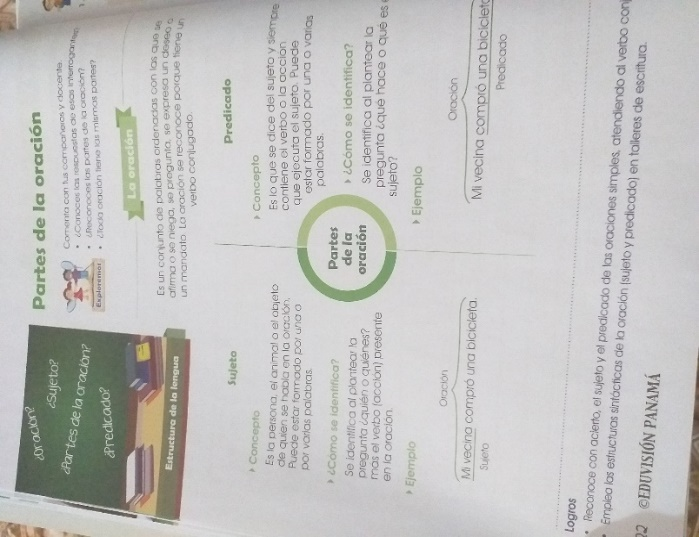 ¿Oración?
¿Sujeto?
¿Partes de la oración?
¿Predicado?
Estructura de la lengua
Partes de la oración
Exploremos
Comenta con tus compañeros y docente.
• ¿Conoces las respuestas de esas interrogantes?
• ¿Reconoces las partes de la oración?
• ¿Toda oración tiene las mismas partes?
La oración
Es un conjunto de palabras ordenadas con las que se
afirma o se niega, se pregunta, se expresa un deseo o
un mandato. La oración se reconoce porque tiene un
verbo conjugado.
Sujeto
Concepto
Es la persona, el animal o el objeto
de quien se habla en la oración.
Puede estar formado por una o
por varias palabras.
¿Cómo se identifica?
Se identifica al plantear la
pregunta ¿quién o quiénes?
mas el verbo (acción) presente
en la oración.
Ejemplo
Oración
Mi vecina compró una bicicleta.
Sujeto
Partes
de la
oración
Predicado
Concepto
Es lo que se dice del sujeto y siempre
contiene el verbo o la acción
que ejecuta el sujeto. Puede
estar formado por una o varias
palabras.
¿Cómo se identifica?
Se identifica al plantear la
pregunta ¿qué hace o qué es
sujeto?
Ejemplo
Oración
Mi vecina compró una
Predicado
Logros
• Reconoce con acierto, el sujeto y el predicado de las oraciones simples, atendiendo al verbo
• Emplea las estructuras sintácticas de la oración (sujeto y predicado) en talleres de escritura.
22 ©EDUVISIÓN PANAMÁ